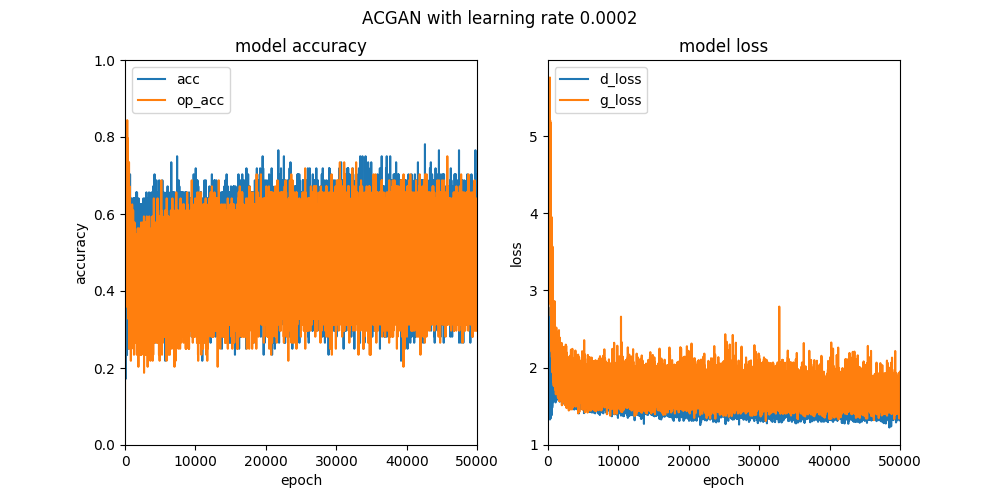 ACGAN with learning rate 0.0002
model accuracy
acc
op_acc
1.0
0.8
0.6
0.4
0.2
0.0
accuracy
0 10000 20000 30000 40000 50000
epoch
model loss
d_loss
g_loss
5
4
3
2
1
loss
0 10000 20000 30000 40000 50000
epoch